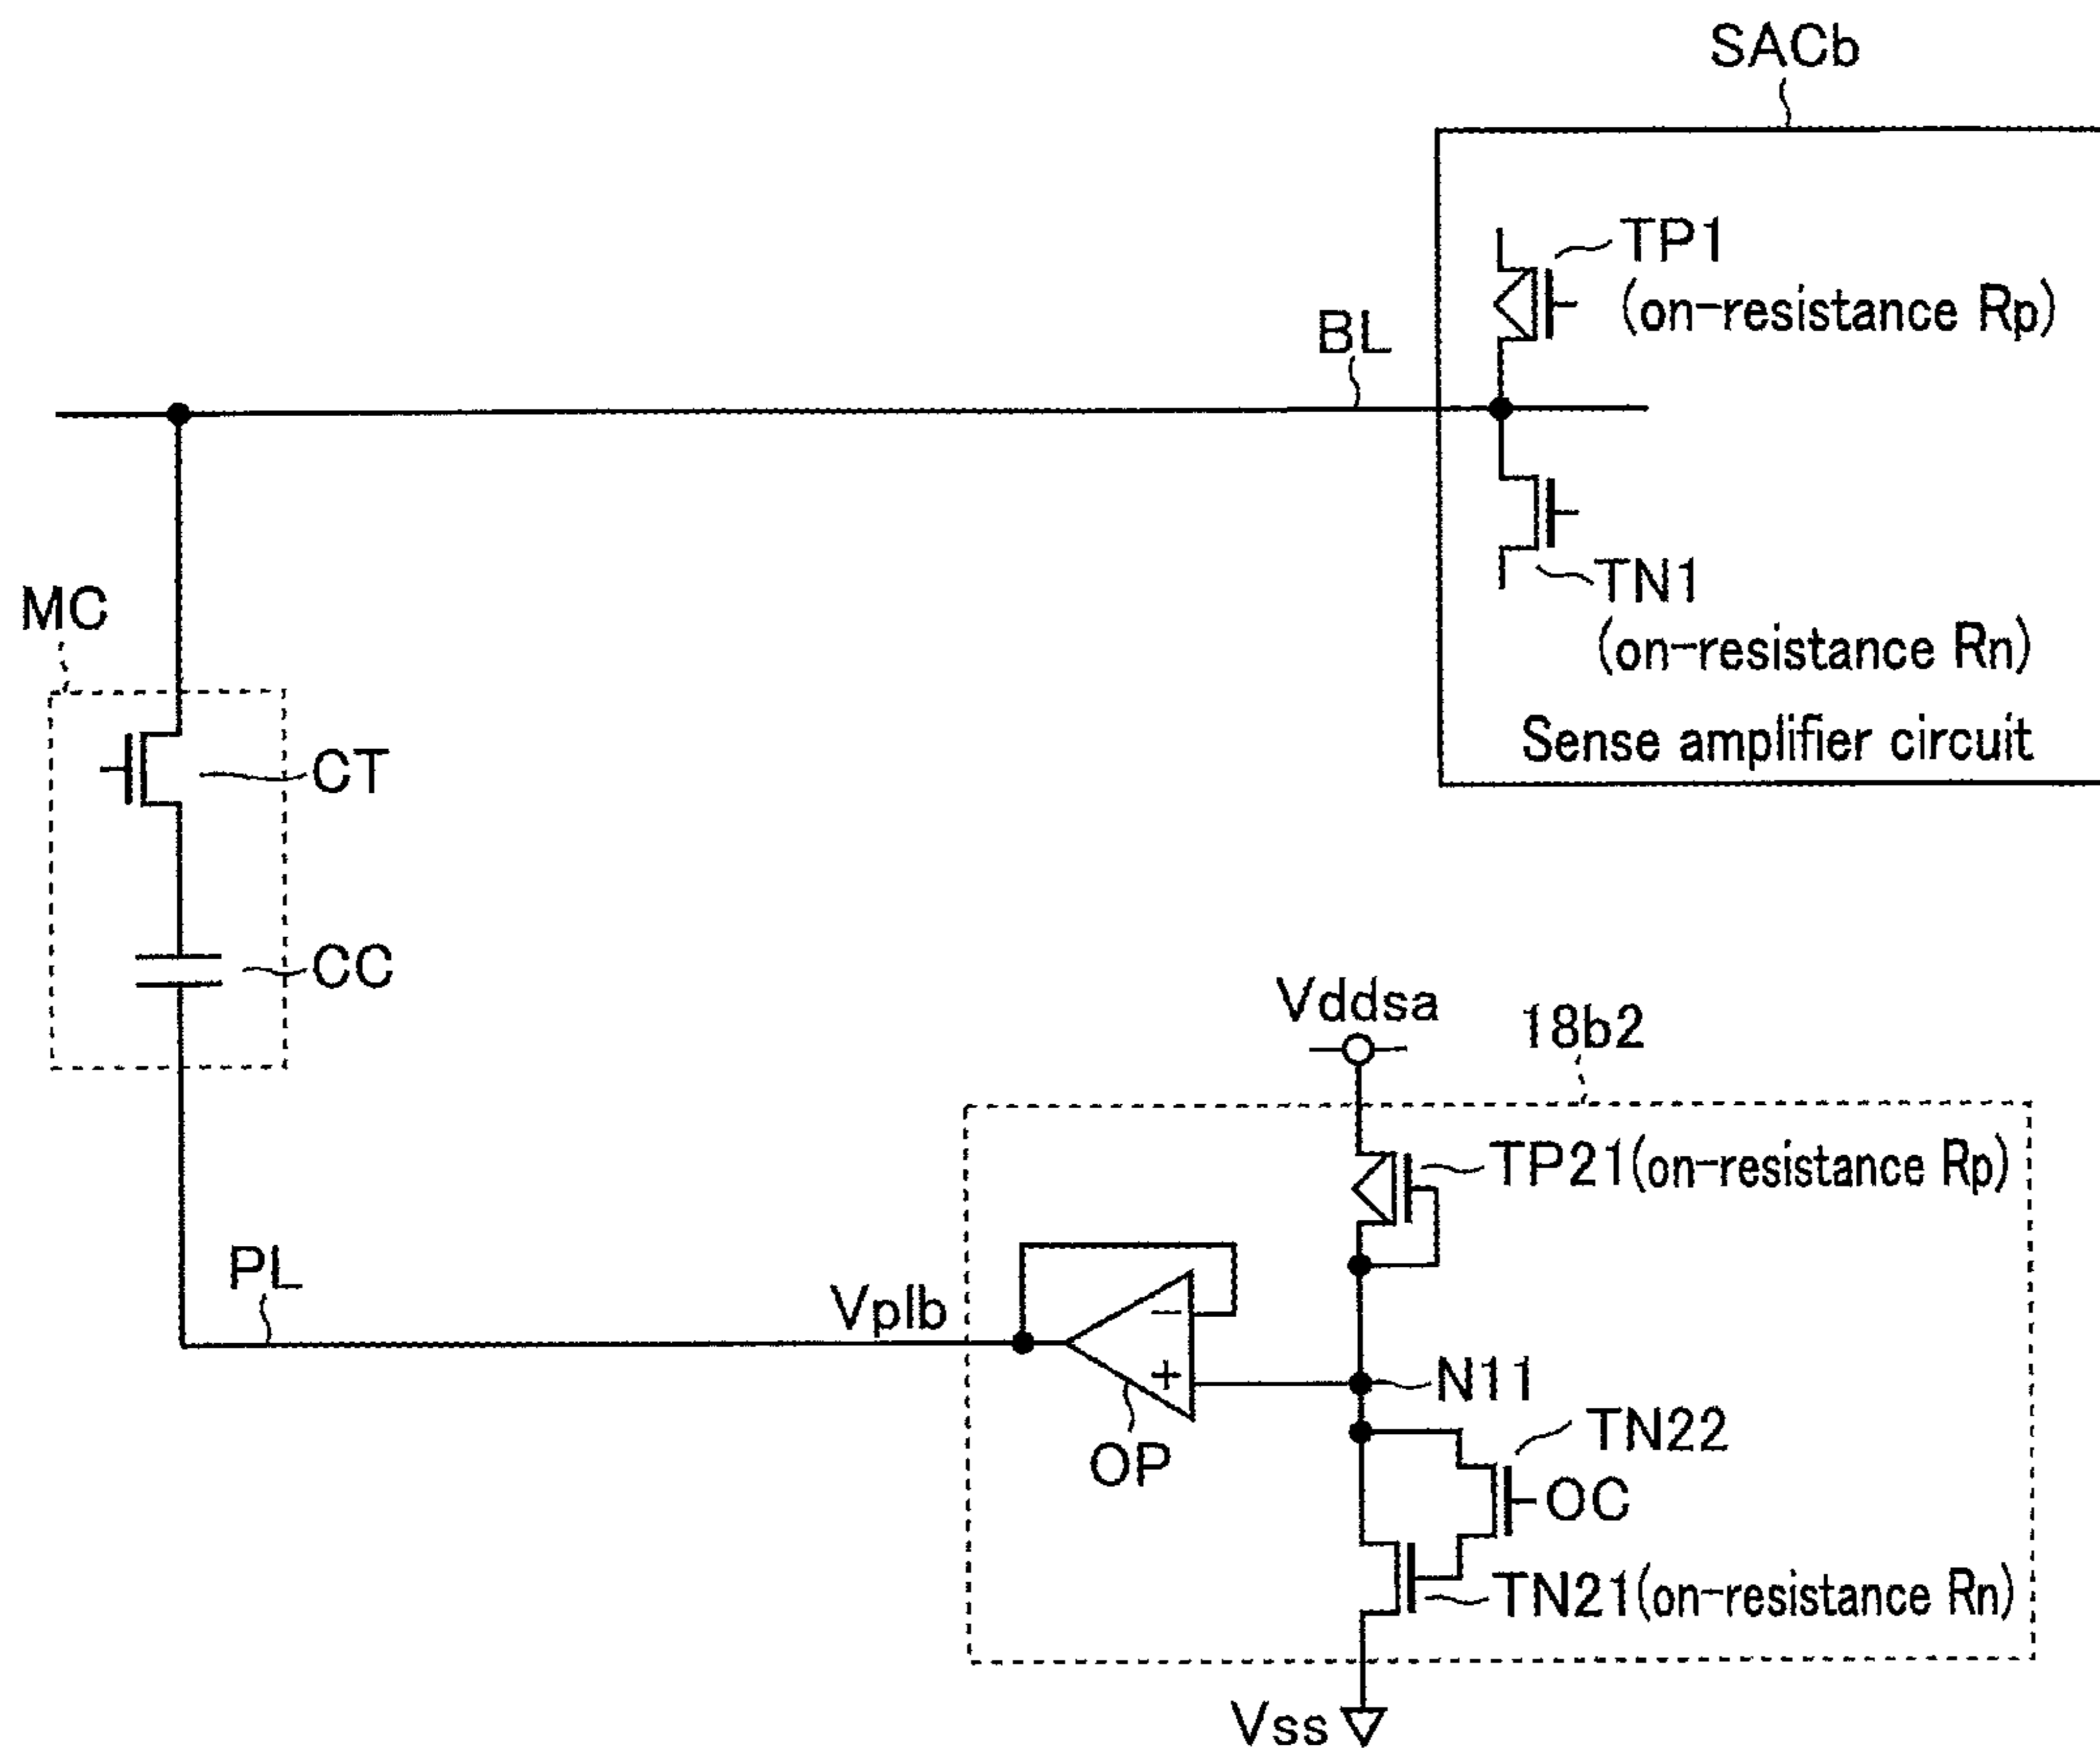 SACb
TP1
(on-resistance Rp)
BL
TN1
(on-resistance Rn)
Sense amplifier circuit
MC
CT
CC
Vddsa
18b2
TP21(on-resistance Rp)
PL
Vplb
−
+
N11
OP
TN22
OC
TN21(on-resistance Rn)
Vss